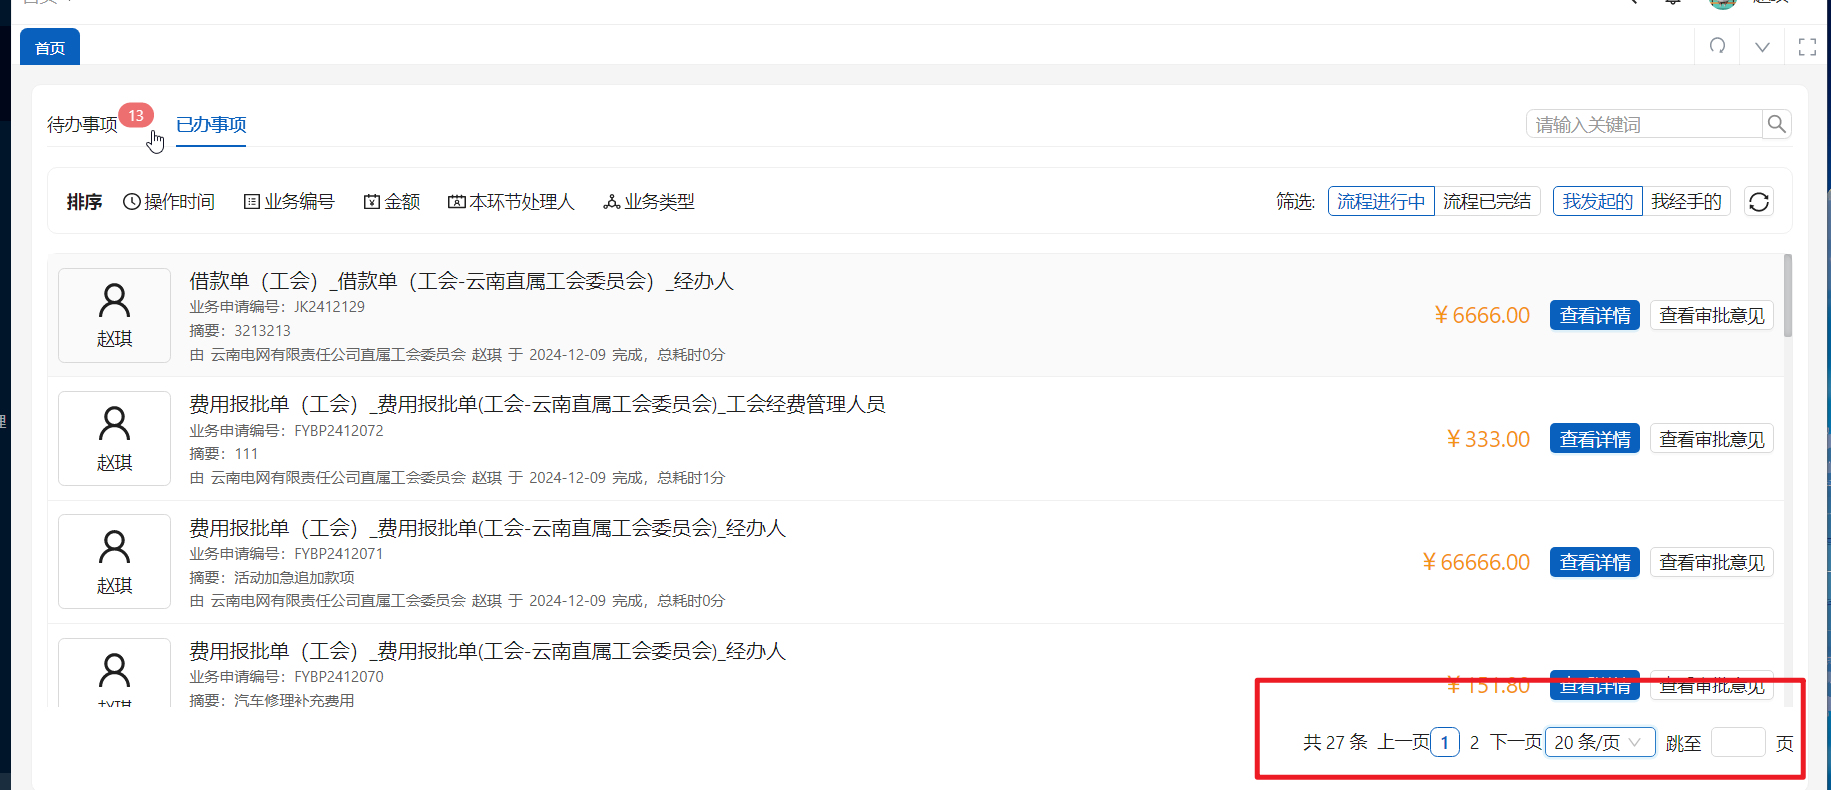 首页
13
待办事项 已办事项 请输入关键词
排序 操作时间 业务编号 金额 本环节处理人 业务类型 筛选: 流程进行中 流程已完结 我发起的 我经手的
借款单（工会）_借款单（工会-云南直属工会委员会）_经办人
业务申请编号：JK2412129
摘要：3213213
由 云南电网有限责任公司直属工会委员会 赵琪 于 2024-12-09 完成，总耗时0分
赵琪
￥6666.00 查看详情 查看审批意见
费用报批单（工会）_费用报批单(工会-云南直属工会委员会)_工会经费管理人员
业务申请编号：FYBP2412072
摘要：111
由 云南电网有限责任公司直属工会委员会 赵琪 于 2024-12-09 完成，总耗时1分
赵琪
￥333.00 查看详情 查看审批意见
费用报批单（工会）_费用报批单(工会-云南直属工会委员会)_经办人
业务申请编号：FYBP2412071
摘要：活动加急追加款项
由 云南电网有限责任公司直属工会委员会 赵琪 于 2024-12-09 完成，总耗时0分
赵琪
￥66666.00 查看详情 查看审批意见
费用报批单（工会）_费用报批单(工会-云南直属工会委员会)_经办人
业务申请编号：FYBP2412070
摘要：汽车修理补充费用
￥151.80 查看详情 查看审批意见
共 27 条 上一页 1 2 下一页 20 条/页 跳至 页